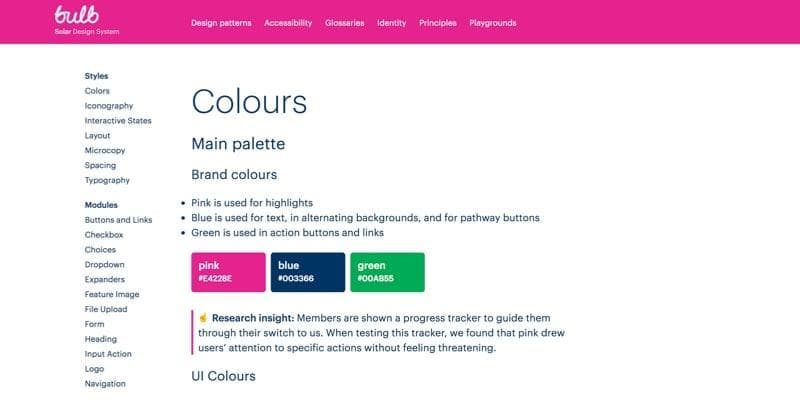 bulb
Solar Design System
Design patterns Accessibility Glossaries Identity Principles Playgrounds
Styles
Colors
Iconography
Interactive States
Layout
Microcopy
Spacing
Typography
Modules
Buttons and Links
Checkbox
Choices
Dropdown
Expanders
Feature Image
File Upload
Form
Heading
Input Action
Logo
Navigation
Colours
Main palette
Brand colours
• Pink is used for highlights
• Blue is used for text, in alternating backgrounds, and for pathway buttons
• Green is used in action buttons and links
pink
#E4228E
blue
#003366
green
#00AB55
☝️ Research insight: Members are shown a progress tracker to guide them
through their switch to us. When testing this tracker, we found that pink drew
users’ attention to specific actions without feeling threatening.
UI Colours